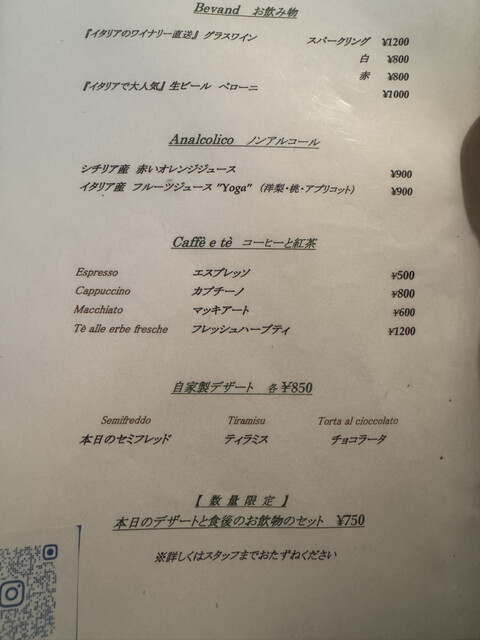 Bevand お飲み物
『イタリアのワイナリー直送』グラスワイン スパークリング ¥1200
白 ¥800
赤 ¥800
『イタリアで大人気』生ビール ペローニ ¥1000
Analcolico ノンアルコール
シチリア産 赤いオレンジジュース ¥900
イタリア産 フルーツジュース "Yoga" (洋梨・桃・アプリコット) ¥900
Caffè e tè コーヒーと紅茶
Espresso エスプレッソ ¥500
Cappuccino カプチーノ ¥800
Macchiato マッキアート ¥600
Tè alle erbe fresche フレッシュハーブティ ¥1200
自家製デザート 各¥850
Semifreddo Tiramisu Torta al cioccolato
本日のセミフレッド ティラミス チョコラータ
【 数 量 限 定 】
本日のデザートと食後のお飲物のセット ¥750
※詳しくはスタッフまでおたずねください